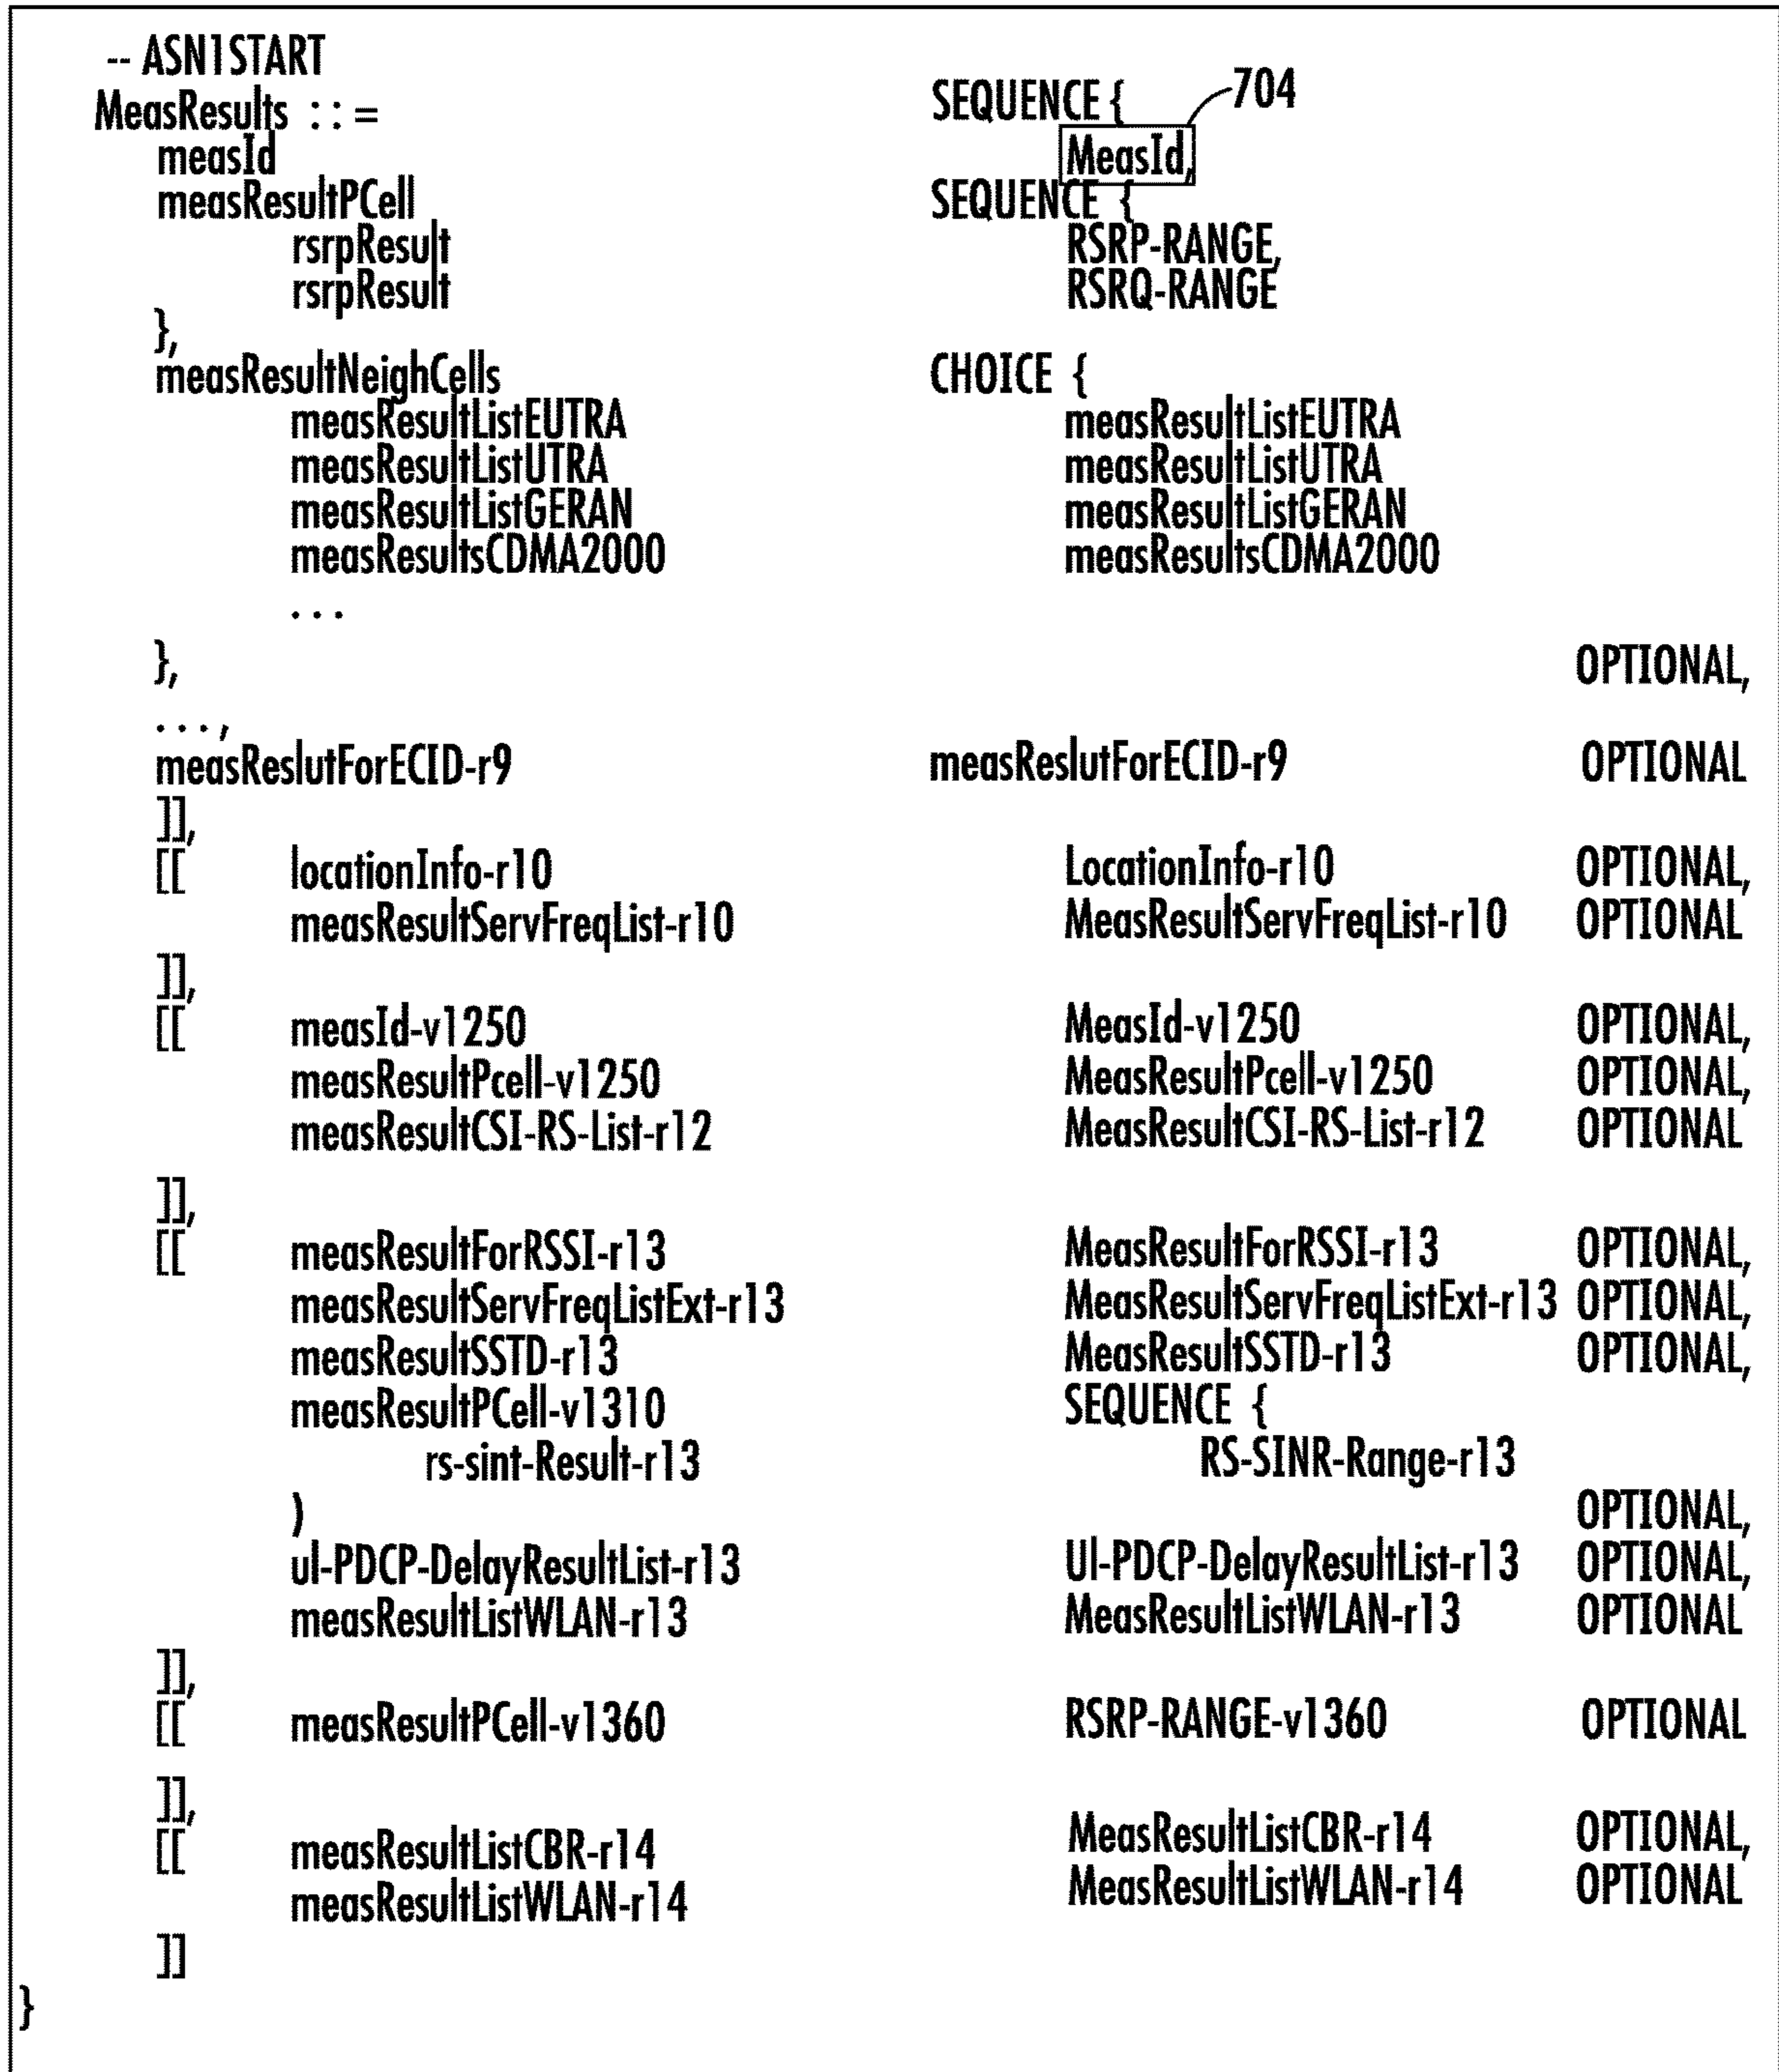 -- ASN1START
MeasResults ::= SEQUENCE { 704
measId MeasId,
measResultPCell SEQUENCE {
rsrpResult RSRP-RANGE,
rsrpResult RSRQ-RANGE
},
measResultNeighCells CHOICE {
measResultListEUTRA measResultListEUTRA
measResultListUTRA measResultListUTRA
measResultListGERAN measResultListGERAN
measResultsCDMA2000 measResultsCDMA2000
...
}, OPTIONAL,
...,
measReslutForECID-r9 measReslutForECID-r9 OPTIONAL
]],
[[ locationInfo-r10 LocationInfo-r10 OPTIONAL,
measResultServFreqList-r10 MeasResultServFreqList-r10 OPTIONAL
]],
[[ measId-v1250 MeasId-v1250 OPTIONAL,
measResultPcell-v1250 MeasResultPcell-v1250 OPTIONAL,
measResultCSI-RS-List-r12 MeasResultCSI-RS-List-r12 OPTIONAL
]],
[[ measResultForRSSI-r13 MeasResultForRSSI-r13 OPTIONAL,
measResultServFreqListExt-r13 MeasResultServFreqListExt-r13 OPTIONAL,
measResultSSTD-r13 MeasResultSSTD-r13 OPTIONAL,
measResultPCell-v1310 SEQUENCE {
rs-sint-Result-r13 RS-SINR-Range-r13
) OPTIONAL,
ul-PDCP-DelayResultList-r13 Ul-PDCP-DelayResultList-r13 OPTIONAL,
measResultListWLAN-r13 MeasResultListWLAN-r13 OPTIONAL
]],
[[ measResultPCell-v1360 RSRP-RANGE-v1360 OPTIONAL
]],
[[ measResultListCBR-r14 MeasResultListCBR-r14 OPTIONAL,
measResultListWLAN-r14 MeasResultListWLAN-r14 OPTIONAL
]]
}